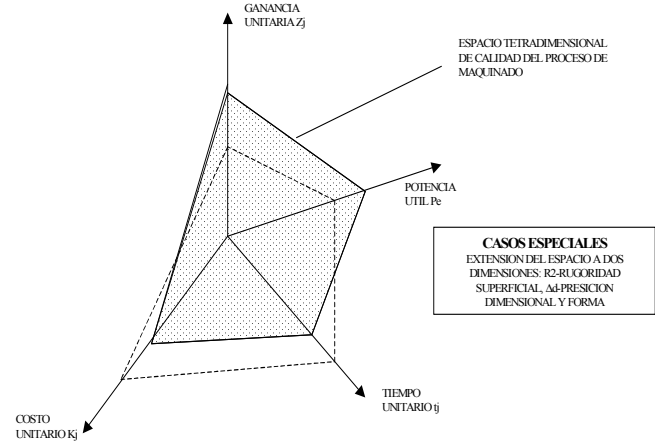 GANANCIA
UNITARIA Zj
ESPACIO TETRADIMENSIONAL
DE CALIDAD DEL PROCESO DE
MAQUINADO
POTENCIA
UTIL Pe
CASOS ESPECIALES
EXTENSION DEL ESPACIO A DOS
DIMENSIONES: R2-RUGORIDAD
SUPERFICIAL, Δd-PRESICION
DIMENSIONAL Y FORMA
TIEMPO
UNITARIO tj
COSTO
UNITARIO Kj